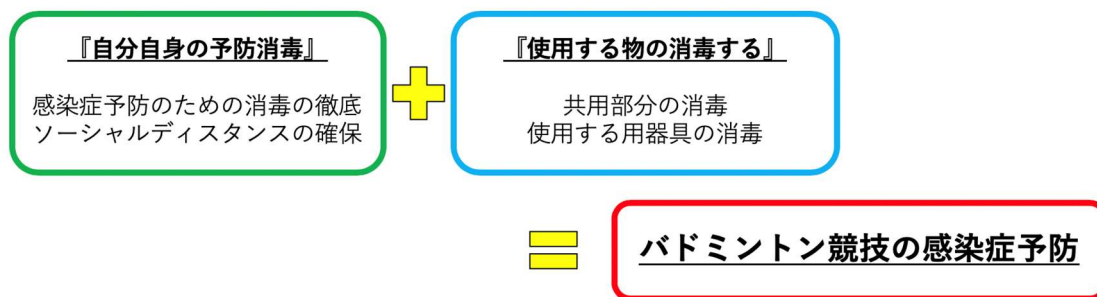 『自分自身の予防消毒』
感染症予防のための消毒の徹底
ソーシャルディスタンスの確保
『使用する物の消毒する』
共用部分の消毒
使用する用器具の消毒
バドミントン競技の感染症予防